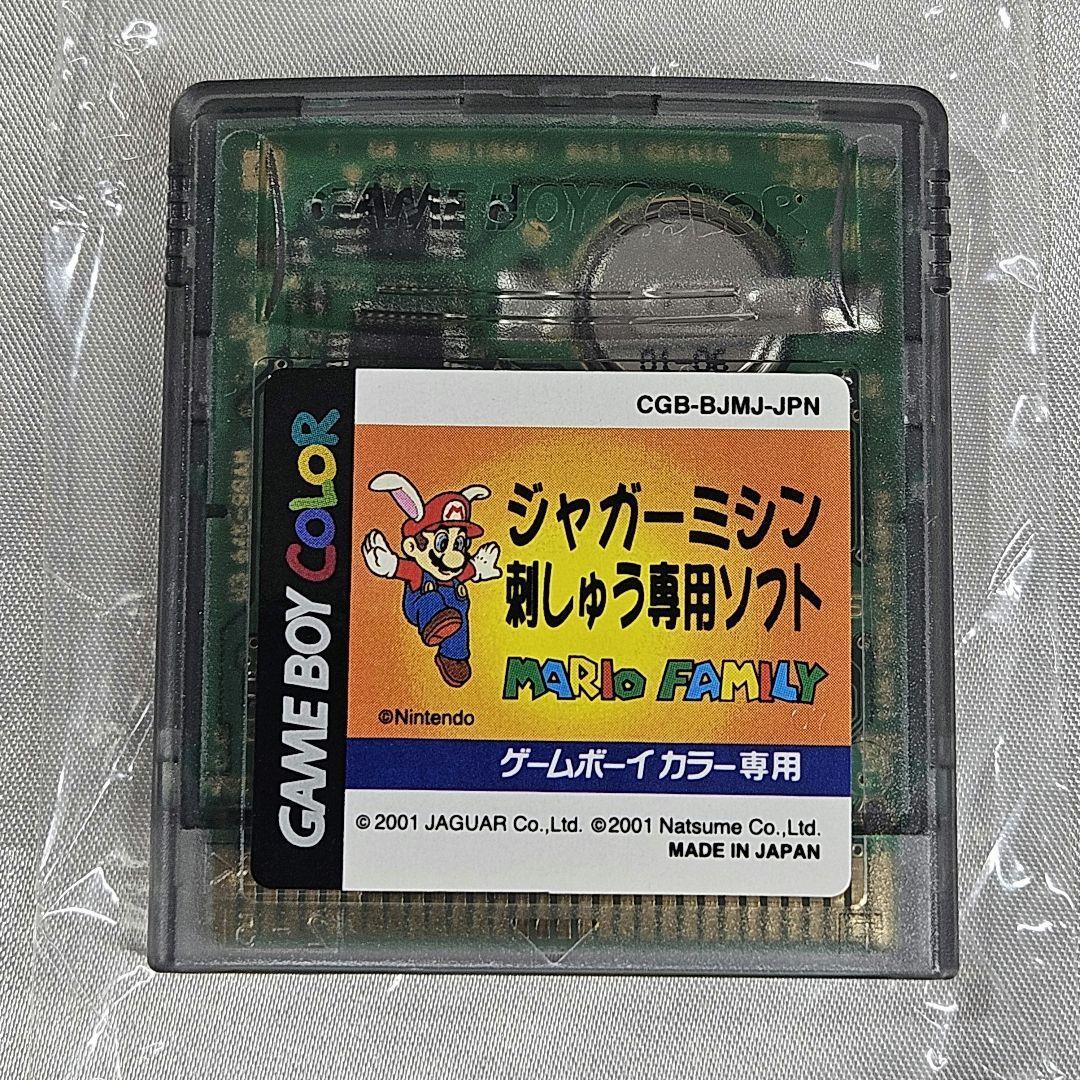 GAME BOY COLOR
01-06
GAME BOY COLOR
CGB-BJMJ-JPN
ジャガーミシン
刺しゅう専用ソフト
MARIO FAMILY
©Nintendo
ゲームボーイカラー専用
©2001 JAGUAR Co.,Ltd. ©2001 Natsume Co.,Ltd.
MADE IN JAPAN